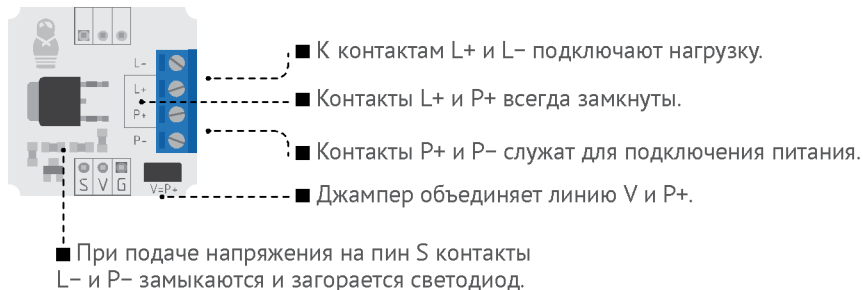 L–
L+
P+
P–
S V G
V=P+
К контактам L+ и L– подключают нагрузку.
Контакты L+ и P+ всегда замкнуты.
Контакты P+ и P– служат для подключения питания.
Джампер объединяет линию V и P+.
При подаче напряжения на пин S контакты
L– и P– замыкаются и загорается светодиод.